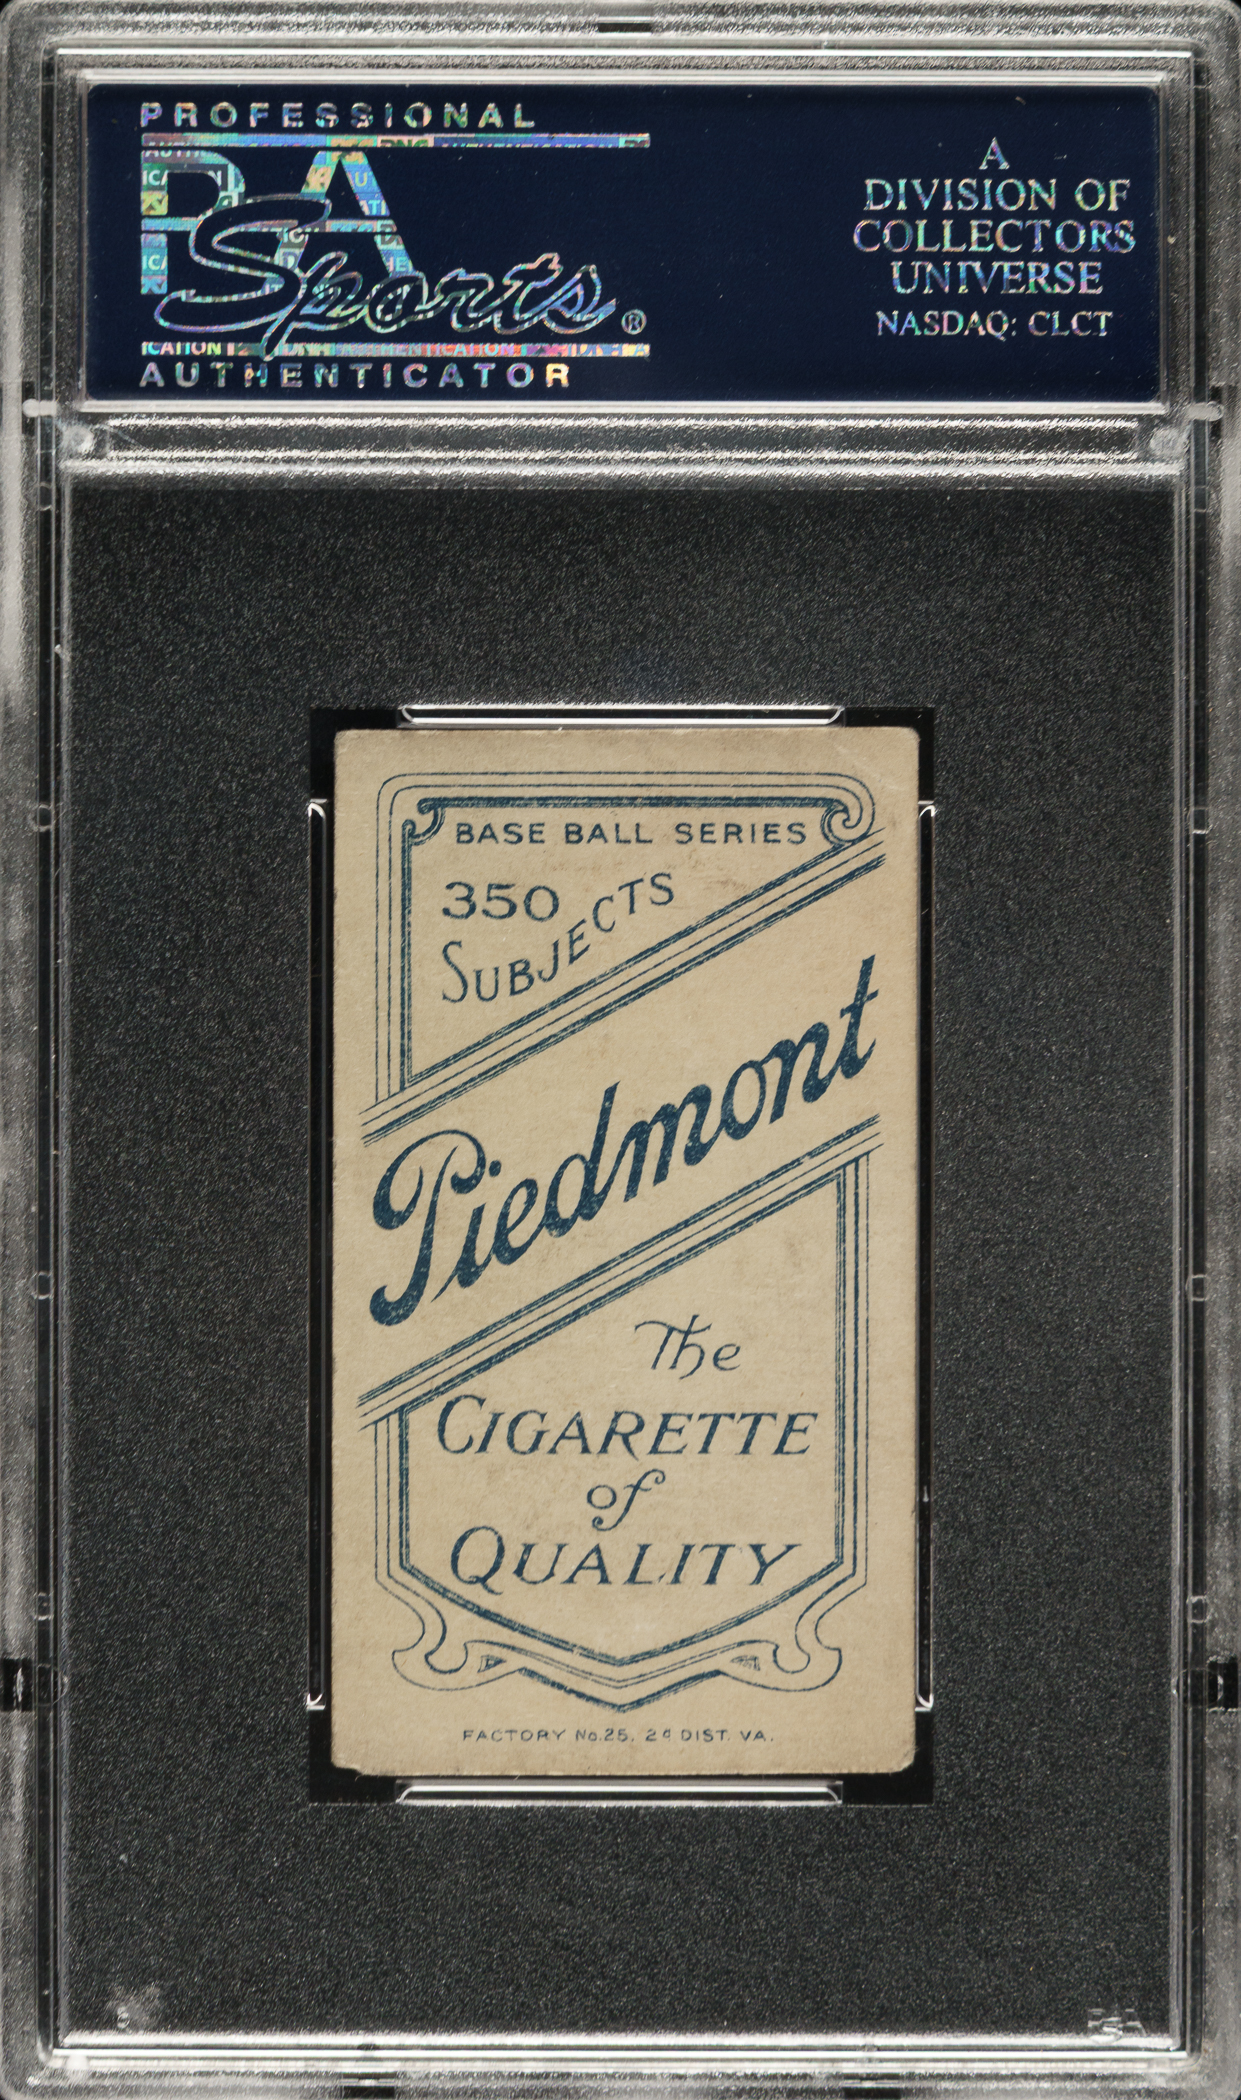 PROFESSIONAL
PSA
Sports®
AUTHENTICATOR
A
DIVISION OF
COLLECTORS
UNIVERSE
NASDAQ: CLCT
BASE BALL SERIES
350
SUBJECTS
Piedmont
The
CIGARETTE
of
QUALITY
FACTORY No. 25, 2d DIST. VA.
PSA